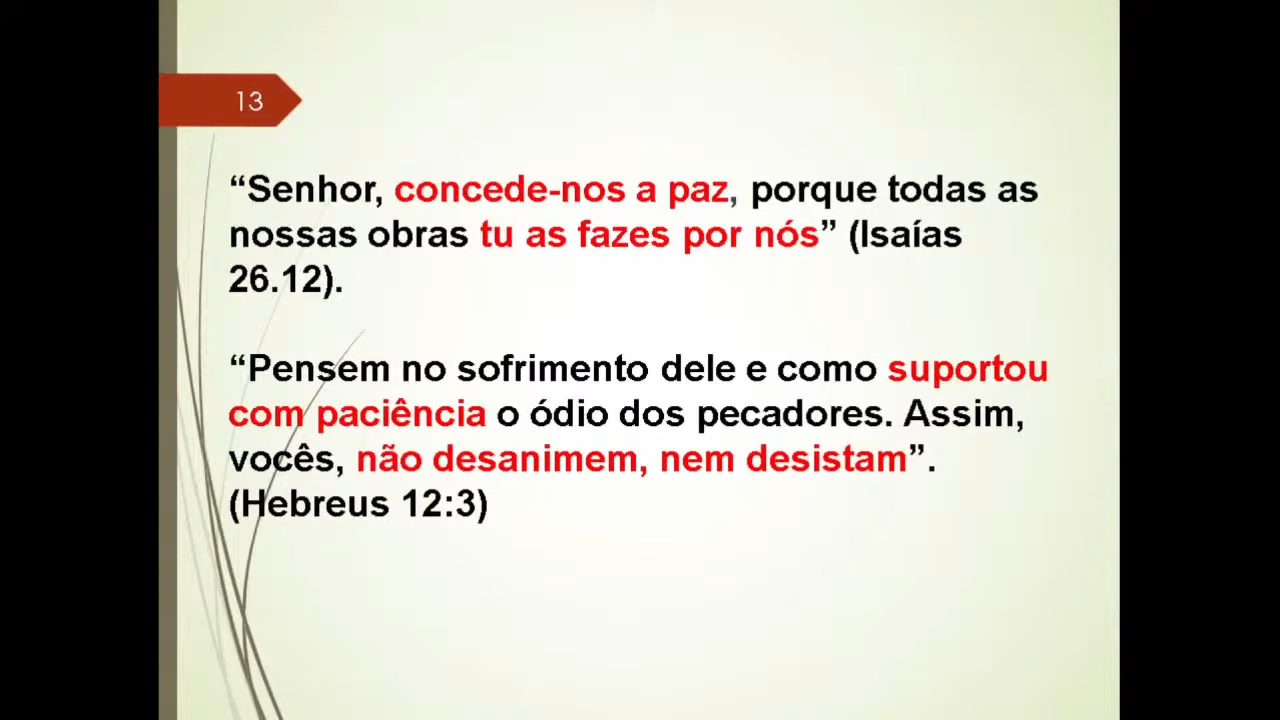 13
“Senhor, concede-nos a paz, porque todas as
nossas obras tu as fazes por nós” (Isaías
26.12).
“Pensem no sofrimento dele e como suportou
com paciência o ódio dos pecadores. Assim,
vocês, não desanimem, nem desistam”.
(Hebreus 12:3)